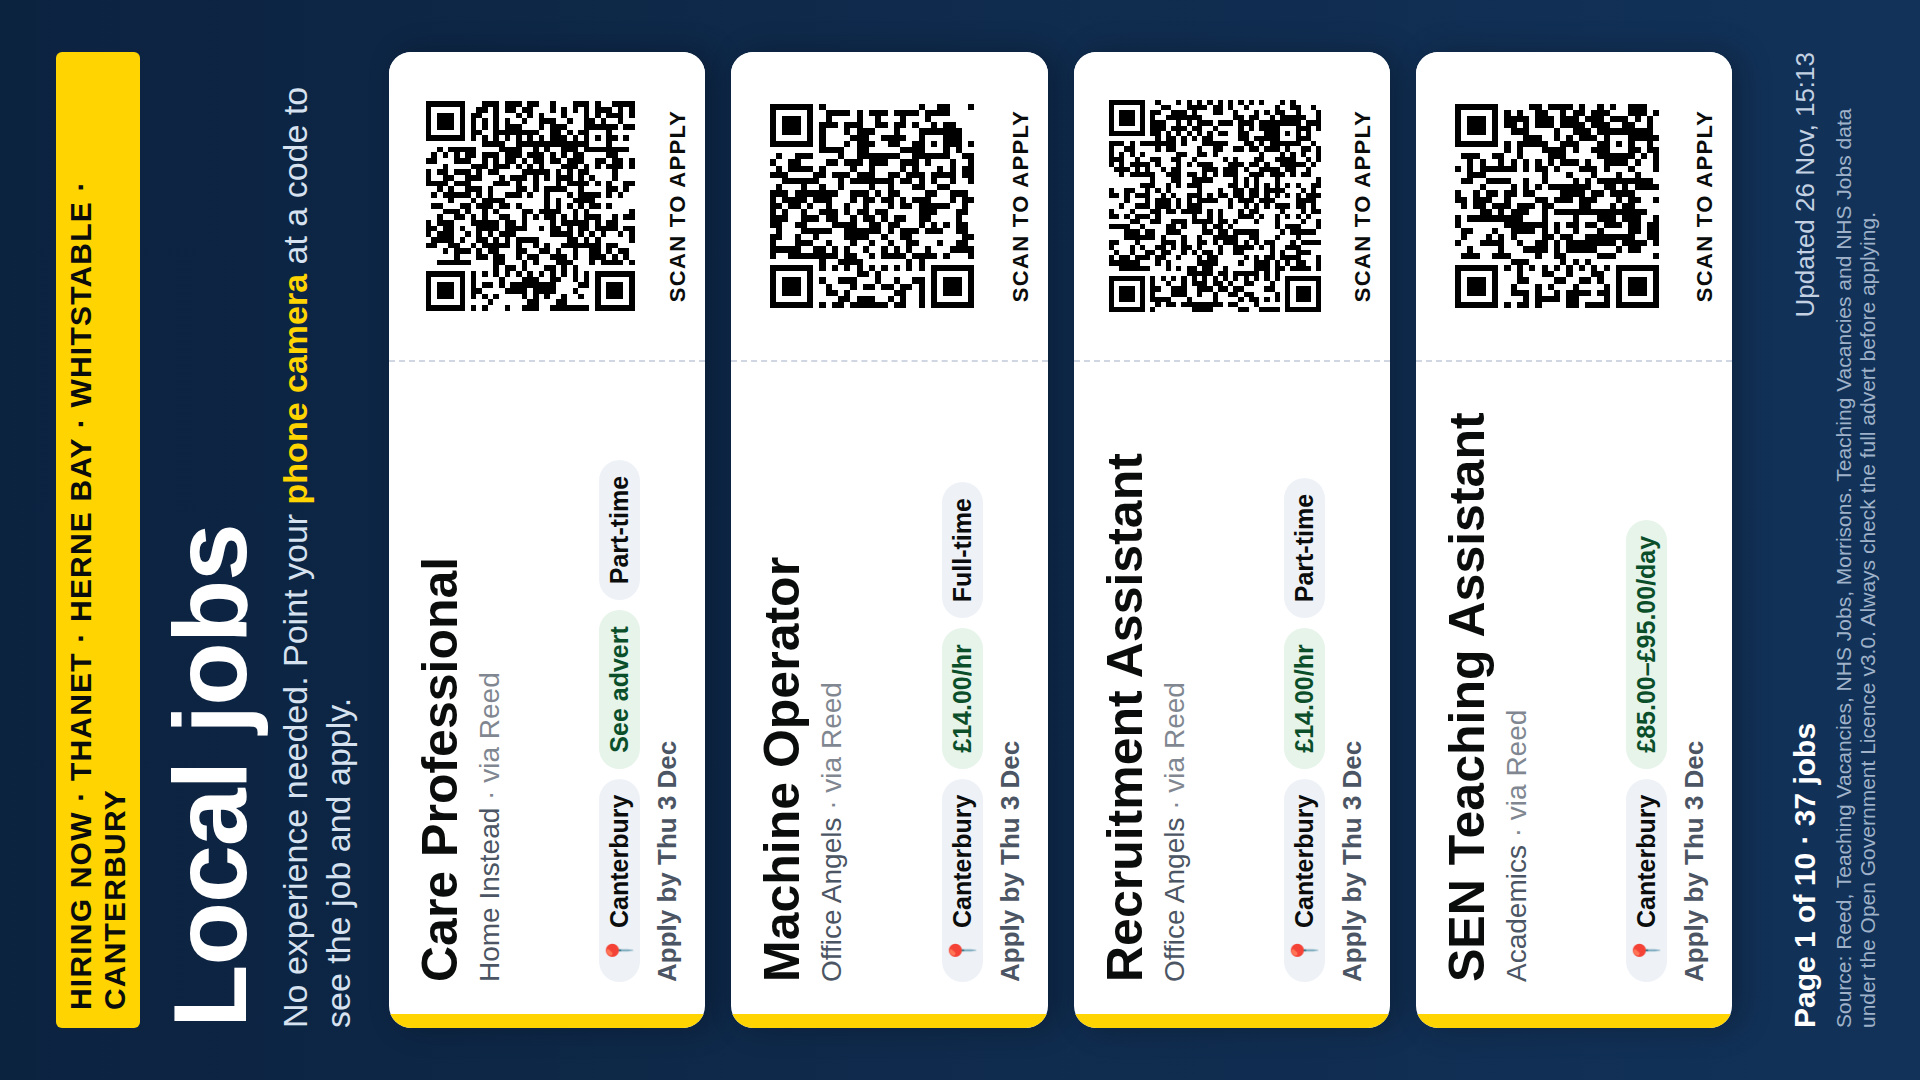 HIRING NOW · THANET · HERNE BAY · WHITSTABLE ·
CANTERBURY
Local jobs
No experience needed. Point your phone camera at a code to
see the job and apply.
Care Professional
Home Instead · via Reed
📍 Canterbury See advert Part-time
Apply by Thu 3 Dec
SCAN TO APPLY
Machine Operator
Office Angels · via Reed
📍 Canterbury £14.00/hr Full-time
Apply by Thu 3 Dec
SCAN TO APPLY
Recruitment Assistant
Office Angels · via Reed
📍 Canterbury £14.00/hr Part-time
Apply by Thu 3 Dec
SCAN TO APPLY
SEN Teaching Assistant
Academics · via Reed
📍 Canterbury £85.00–£95.00/day
Apply by Thu 3 Dec
SCAN TO APPLY
Page 1 of 10 · 37 jobs Updated 26 Nov, 15:13
Source: Reed, Teaching Vacancies, NHS Jobs, Morrisons. Teaching Vacancies and NHS Jobs data
under the Open Government Licence v3.0. Always check the full advert before applying.